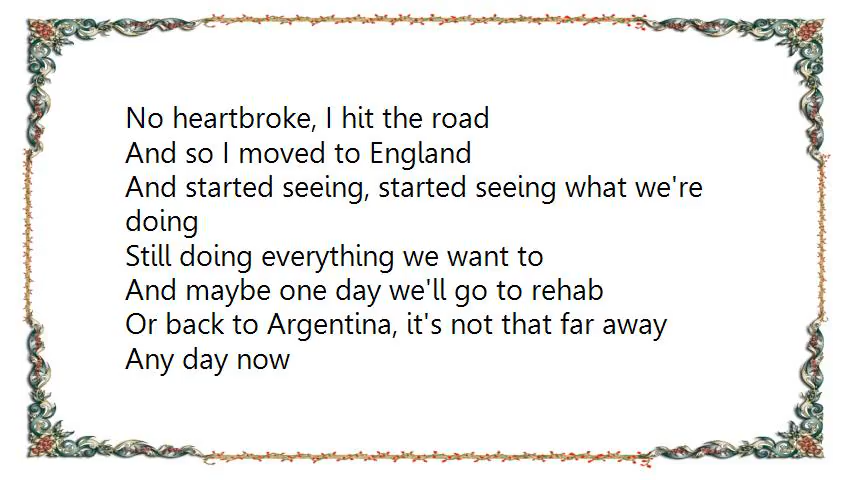 No heartbroke, I hit the road
And so I moved to England
And started seeing, started seeing what we're
doing
Still doing everything we want to
And maybe one day we'll go to rehab
Or back to Argentina, it's not that far away
Any day now